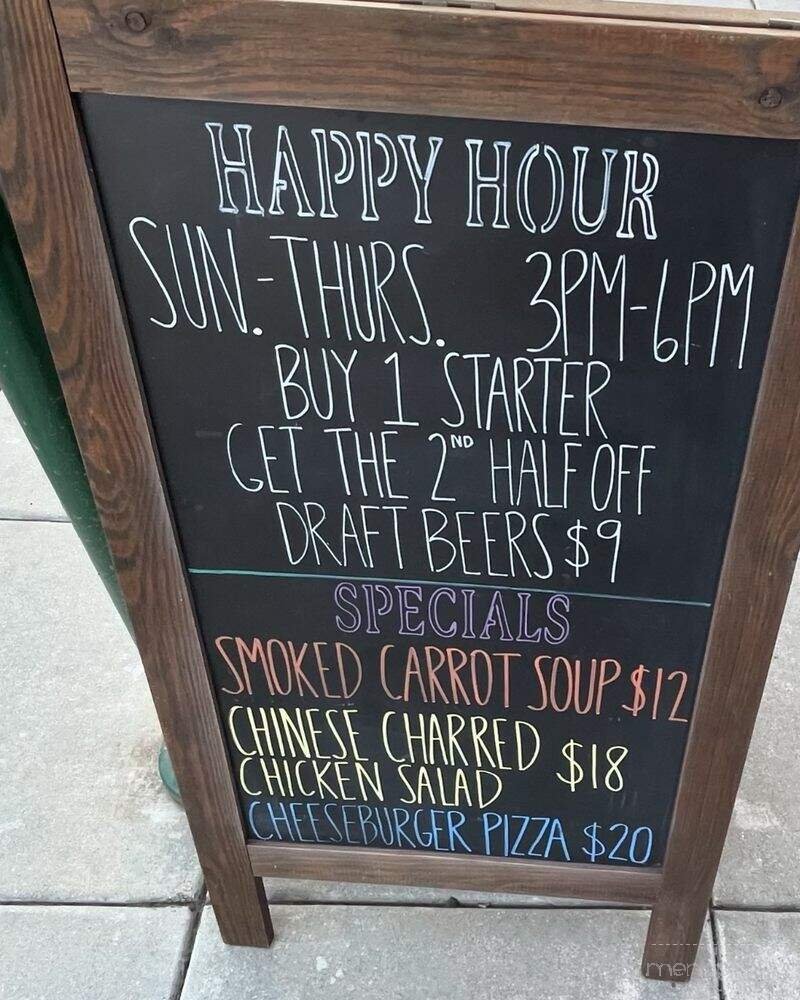 HAPPY HOUR
SUN.-THURS. 3PM-6PM
BUY 1 STARTER
GET THE 2ND HALF OFF
DRAFT BEERS $9
SPECIALS
SMOKED CARROT SOUP $12
CHINESE CHARRED $18
CHICKEN SALAD
CHEESEBURGER PIZZA $20